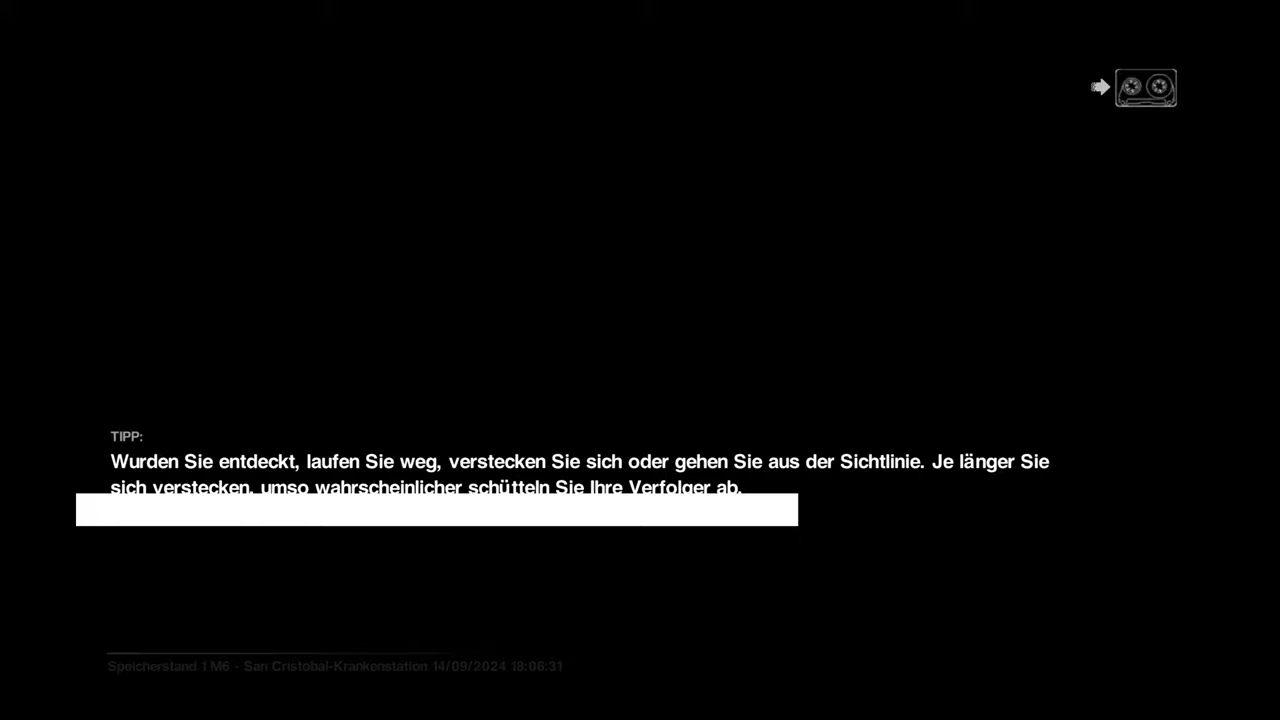 TIPP:
Wurden Sie entdeckt, laufen Sie weg, verstecken Sie sich oder gehen Sie aus der Sichtlinie. Je länger Sie
sich verstecken, umso wahrscheinlicher schütteln Sie Ihre Verfolger ab.
Speicherstand 1 M6 - San Cristobal-Krankenstation 14/09/2024 18:06:31